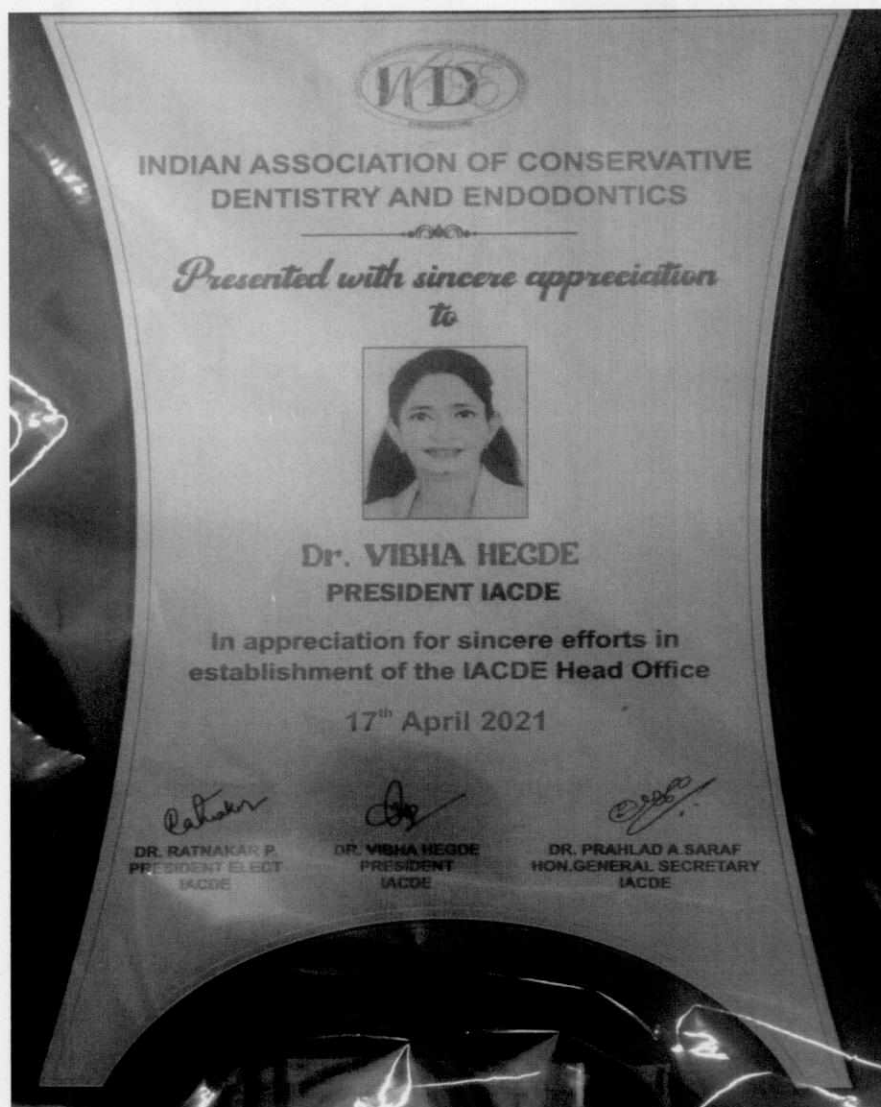 INDIAN ASSOCIATION OF CONSERVATIVE
DENTISTRY AND ENDODONTICS
Presented with sincere appreciation
to
Dr. VIBHA HEGDE
PRESIDENT IACDE
In appreciation for sincere efforts in
establishment of the IACDE Head Office
17th April 2021
DR. RATNAKAR P.
PRESIDENT ELECT
IACDE
DR. VIBHA HEGDE
PRESIDENT
IACDE
DR. PRAHLAD A.SARAF
HON.GENERAL SECRETARY
IACDE